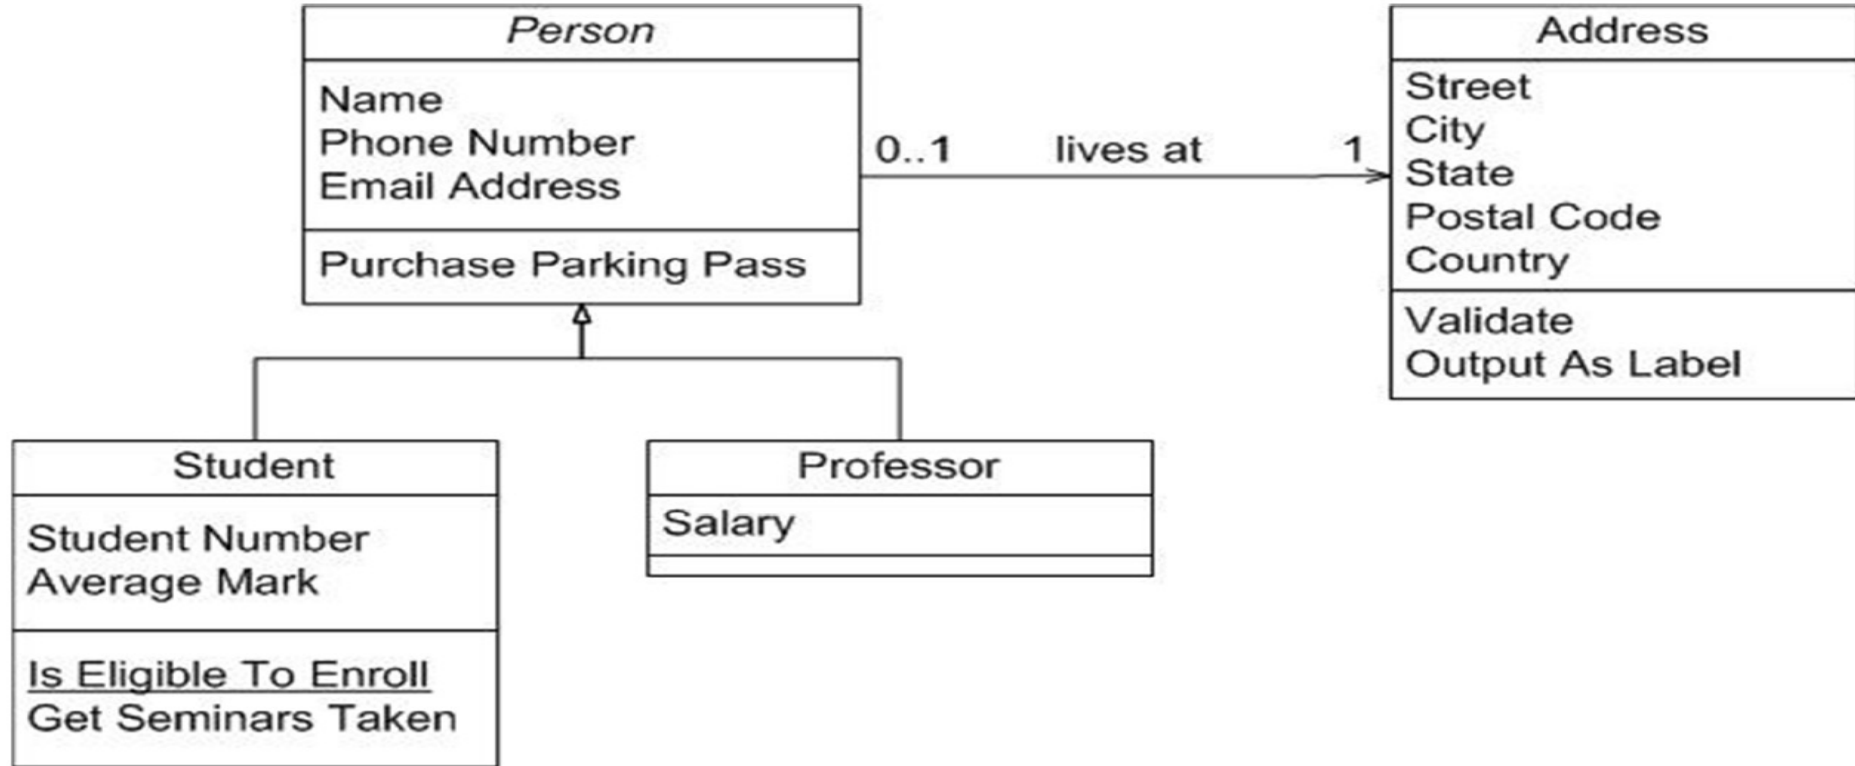 Person
Name
Phone Number
Email Address
Purchase Parking Pass
0..1 lives at 1
Address
Street
City
State
Postal Code
Country
Validate
Output As Label
Student
Student Number
Average Mark
Is Eligible To Enroll
Get Seminars Taken
Professor
Salary